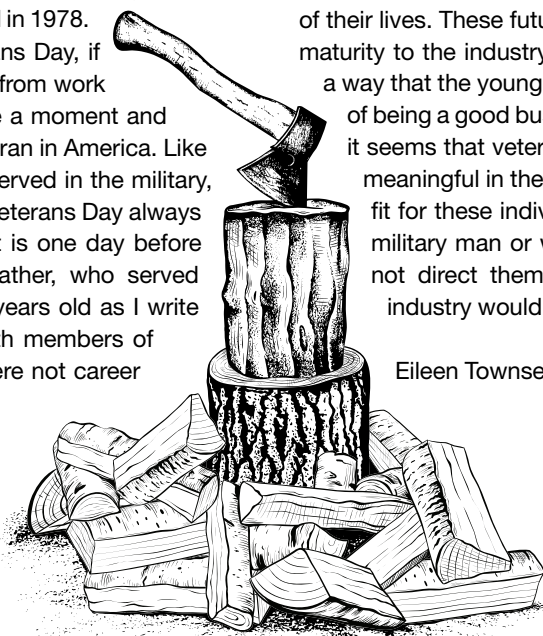 in 1978.
ns Day, if
from work
e a moment and
ran in America. Like
erved in the military,
eterans Day always
t is one day before
ather, who served
years old as I write
th members of
ere not career
of their lives. These futu
maturity to the industry
a way that the young
of being a good bu
it seems that veter
meaningful in the
fit for these indiv
military man or w
not direct them
industry would
Eileen Townse